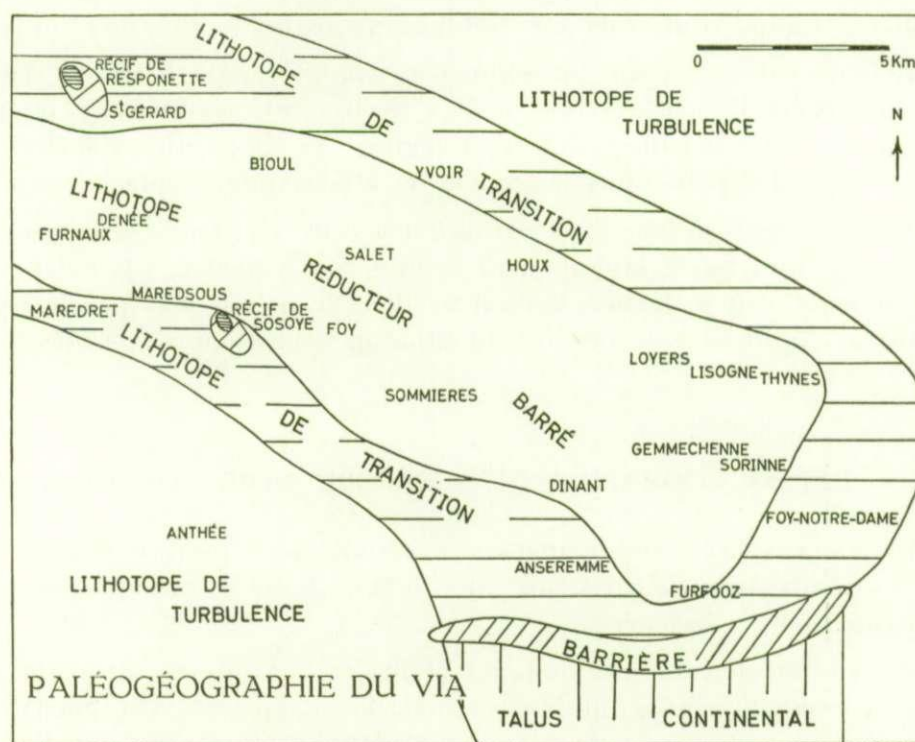 LITHOTOPE DE TRANSITION
RÉCIF DE
RESPONETTE
St GÉRARD
0 5 Km
LITHOTOPE DE
TURBULENCE
N
BIOUL
YVOIR
LITHOTOPE RÉDUCTEUR BARRÉ
DENÉE
FURNAUX
SALET
HOUX
MAREDSOUS
MAREDRET
RÉCIF DE
SOSOYE
FOY
LITHOTOPE DE TRANSITION
LOYERS
LISOGNE
THYNES
SOMMIERES
GEMMECHENNE
SORINNE
DINANT
FOY-NOTRE-DAME
ANTHÉE
ANSEREMME
FURFOOZ
LITHOTOPE DE
TURBULENCE
BARRIÈRE
PALÉOGÉOGRAPHIE DU VIA
TALUS CONTINENTAL